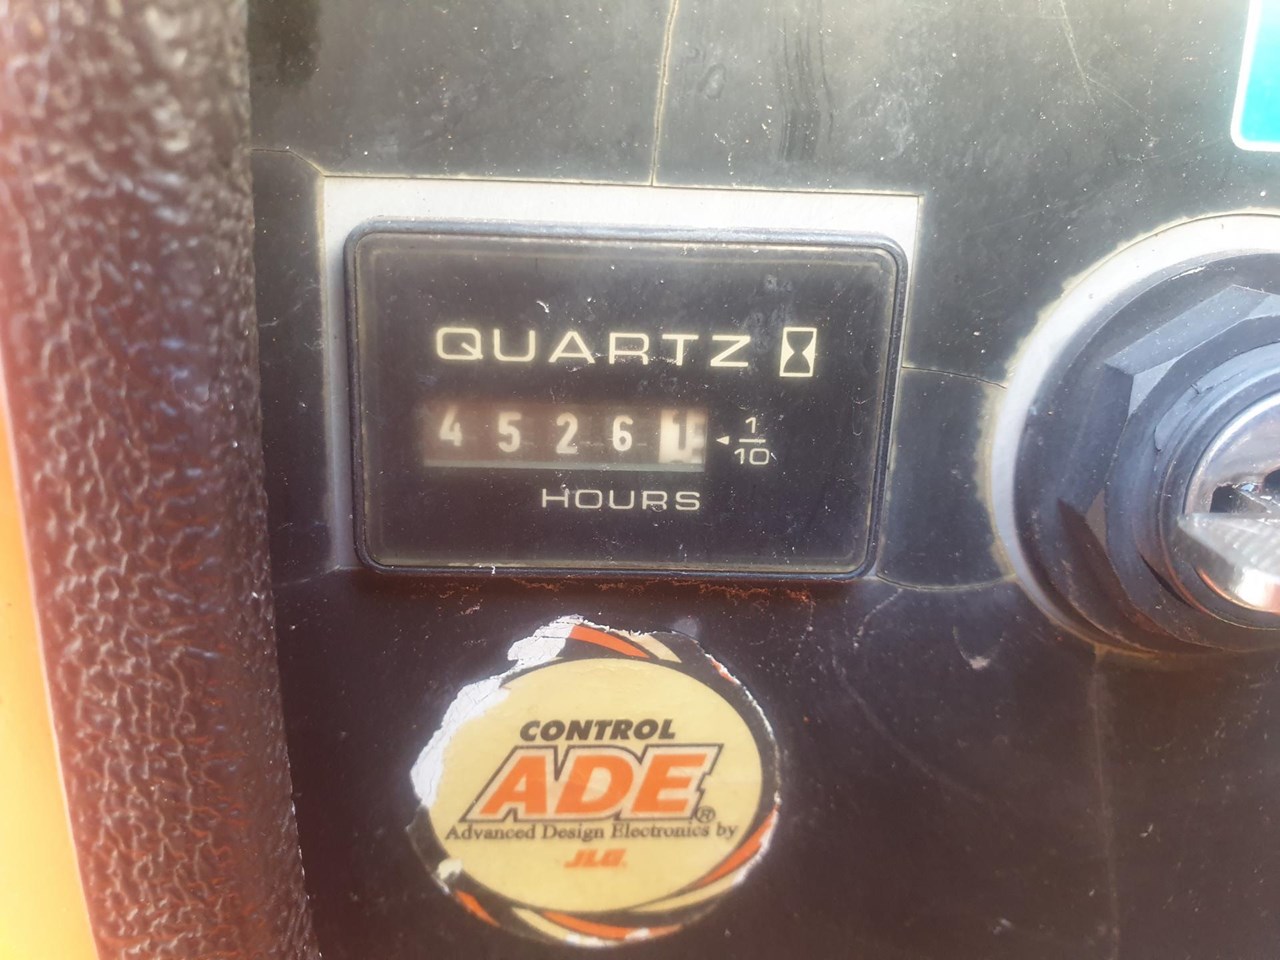 QUARTZ
4 5 2 6 1 1/10
HOURS
CONTROL
ADE®
Advanced Design Electronics by
JLG